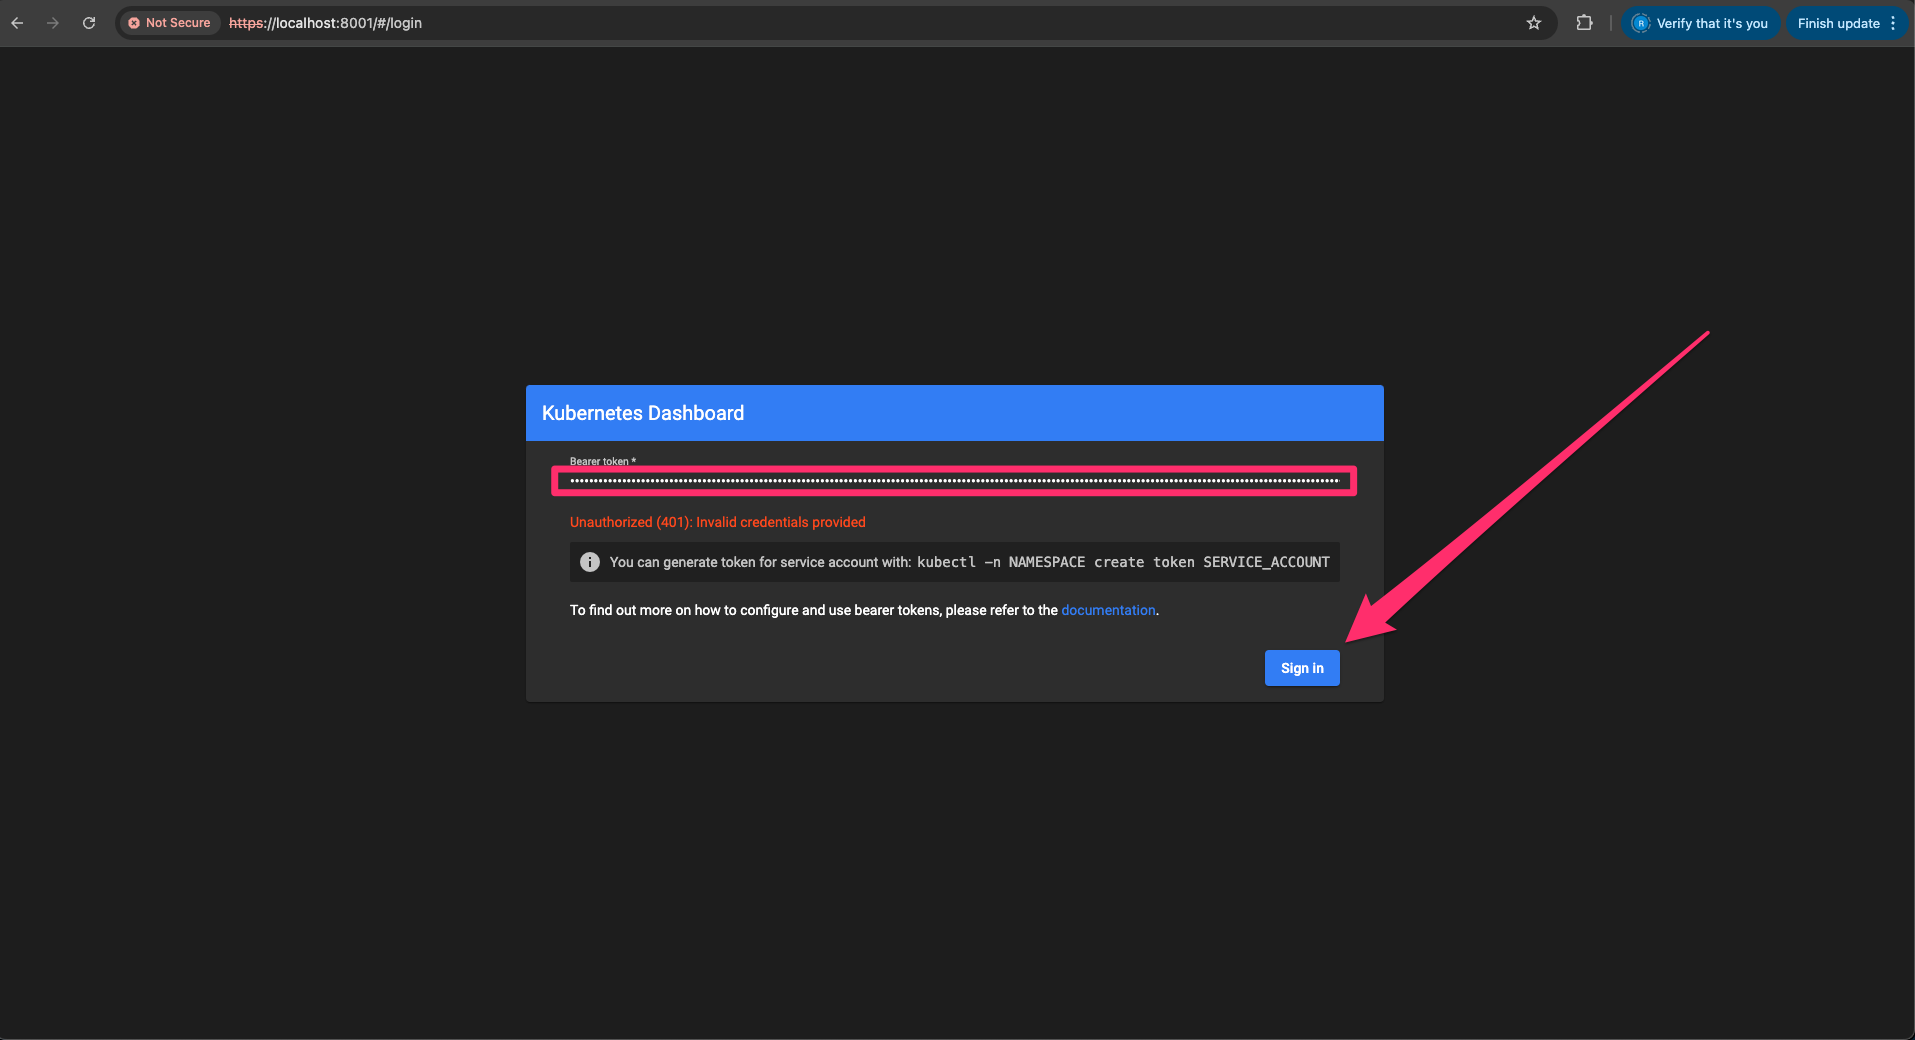 Not Secure https://localhost:8001/#/login Verify that it's you Finish update
Kubernetes Dashboard
Bearer token *
Unauthorized (401): Invalid credentials provided
You can generate token for service account with: kubectl -n NAMESPACE create token SERVICE_ACCOUNT
To find out more on how to configure and use bearer tokens, please refer to the documentation.
Sign in